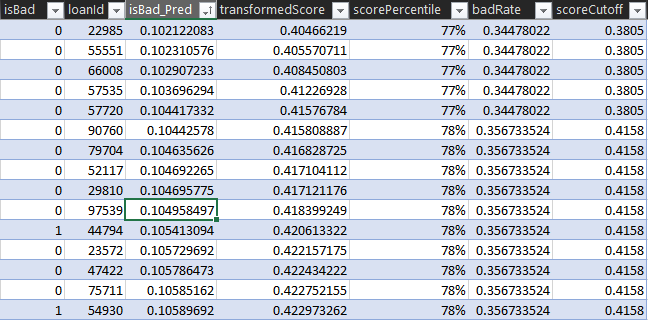 isBad loanId isBad_Pred transformedScore scorePercentile badRate scoreCutoff
0 22985 0.102122083 0.40466219 77% 0.34478022 0.3805
0 55551 0.102310576 0.405570711 77% 0.34478022 0.3805
0 66008 0.102907233 0.408450803 77% 0.34478022 0.3805
0 57535 0.103696294 0.41226928 77% 0.34478022 0.3805
0 57720 0.104417332 0.41576784 77% 0.34478022 0.3805
0 90760 0.10442578 0.415808887 78% 0.356733524 0.4158
0 79704 0.104635626 0.416828725 78% 0.356733524 0.4158
0 52117 0.104692265 0.417104112 78% 0.356733524 0.4158
0 29810 0.104695775 0.417121176 78% 0.356733524 0.4158
0 97539 0.104958497 0.418399249 78% 0.356733524 0.4158
1 44794 0.105413094 0.420613322 78% 0.356733524 0.4158
0 23572 0.105729692 0.422157175 78% 0.356733524 0.4158
0 47422 0.105786473 0.422434222 78% 0.356733524 0.4158
0 75711 0.10585162 0.422752155 78% 0.356733524 0.4158
1 54930 0.10589692 0.422973262 78% 0.356733524 0.4158